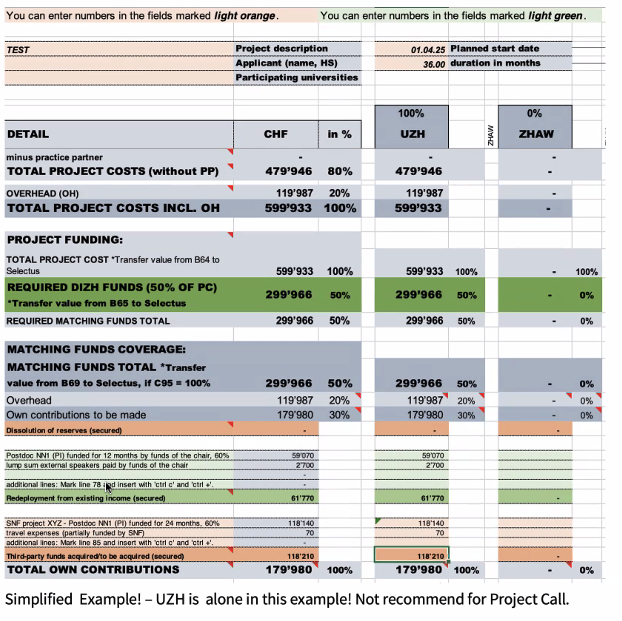 You can enter numbers in the fields marked light orange. You can enter numbers in the fields marked light green.
TEST Project description 01.04.25 Planned start date
Applicant (name, HS) 36.00 duration in months
Participating universities
100% 0%
DETAIL CHF in % UZH ZHAW ZHAW
minus practice partner - - -
TOTAL PROJECT COSTS (without PP) 479'946 80% 479'946 -
OVERHEAD (OH) 119'987 20% 119'987 -
TOTAL PROJECT COSTS INCL. OH 599'933 100% 599'933 -
PROJECT FUNDING:
TOTAL PROJECT COST *Transfer value from B64 to
Selectus 599'933 100% 599'933 100% - 100%
REQUIRED DIZH FUNDS (50% OF PC)
*Transfer value from B65 to Selectus 299'966 50% 299'966 50% - 0%
REQUIRED MATCHING FUNDS TOTAL 299'966 50% 299'966 50% - 0%
MATCHING FUNDS COVERAGE:
MATCHING FUNDS TOTAL *Transfer
value from B69 to Selectus, if C95 = 100% 299'966 50% 299'966 50% - 0%
Overhead 119'987 20% 119'987 20% - 0%
Own contributions to be made 179'980 30% 179'980 30% - 0%
Dissolution of reserves (secured) - - -
Postdoc NN1 (PI) funded for 12 months by funds of the chair, 60% 59'070 59'070
lump sum external speakers paid by funds of the chair 2'700 2'700
-
additional lines: Mark line 78 and insert with 'ctrl c' and 'ctrl +'. -
Redeployment from existing income (secured) 61'770 61'770 -
SNF project XYZ - Postdoc NN1 (PI) funded for 24 months, 60% 118'140 118'140
travel expenses (partially funded by SNF) 70 70
additional lines: Mark line 85 and insert with 'ctrl c' and 'ctrl +'. -
Third-party funds acquired/to be acquired (secured) 118'210 118'210 -
TOTAL OWN CONTRIBUTIONS 179'980 100% 179'980 100% - 0%
Simplified Example! – UZH is alone in this example! Not recommend for Project Call.